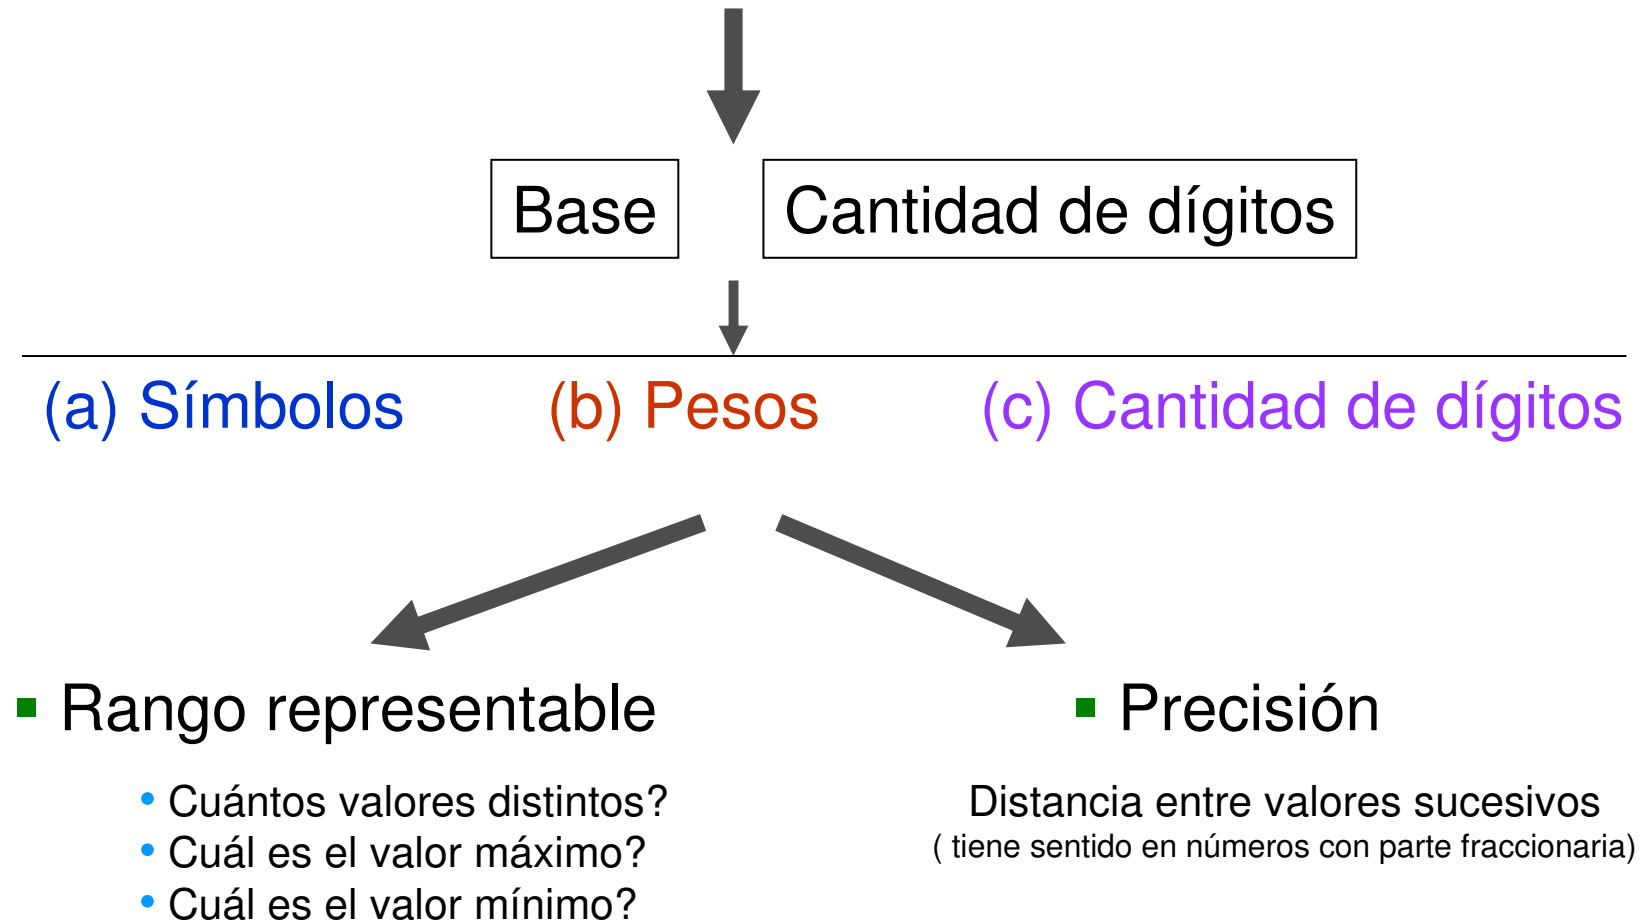 Base
Cantidad de dígitos
(a) Símbolos
(b) Pesos
(c) Cantidad de dígitos
▪ Rango representable
• Cuántos valores distintos?
• Cuál es el valor máximo?
• Cuál es el valor mínimo?
▪ Precisión
Distancia entre valores sucesivos
( tiene sentido en números con parte fraccionaria)